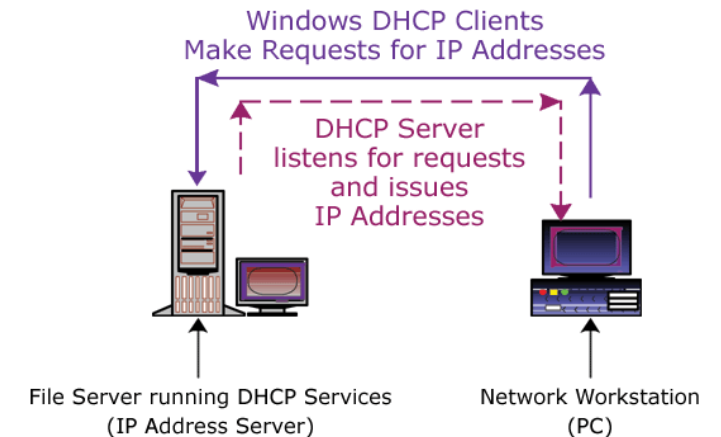 Windows DHCP Clients
Make Requests for IP Addresses
DHCP Server
listens for requests
and issues
IP Addresses
File Server running DHCP Services
(IP Address Server)
Network Workstation
(PC)